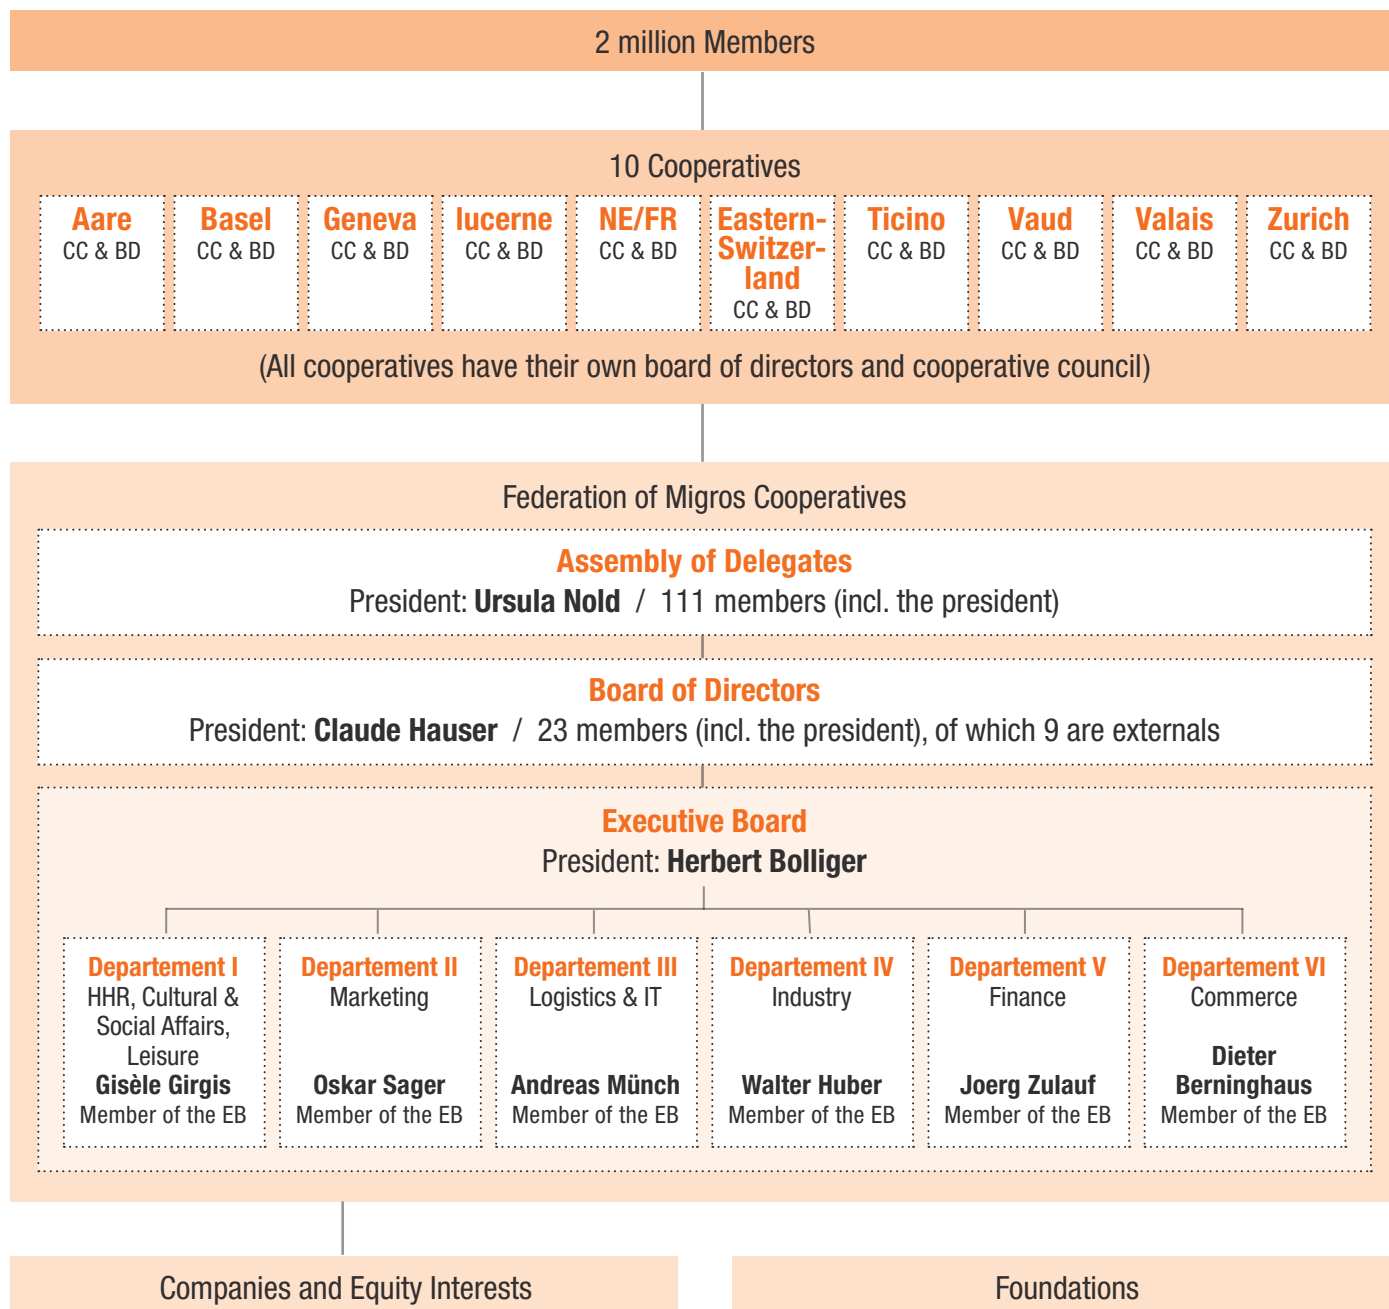 2 million Members
10 Cooperatives
Aare
CC & BD
Basel
CC & BD
Geneva
CC & BD
lucerne
CC & BD
NE/FR
CC & BD
Eastern-
Switzer-
land
CC & BD
Ticino
CC & BD
Vaud
CC & BD
Valais
CC & BD
Zurich
CC & BD
(All cooperatives have their own board of directors and cooperative council)
Federation of Migros Cooperatives
Assembly of Delegates
President: Ursula Nold / 111 members (incl. the president)
Board of Directors
President: Claude Hauser / 23 members (incl. the president), of which 9 are externals
Executive Board
President: Herbert Bolliger
Departement I
HHR, Cultural &
Social Affairs,
Leisure
Gisèle Girgis
Member of the EB
Departement II
Marketing
Oskar Sager
Member of the EB
Departement III
Logistics & IT
Andreas Münch
Member of the EB
Departement IV
Industry
Walter Huber
Member of the EB
Departement V
Finance
Joerg Zulauf
Member of the EB
Departement VI
Commerce
Dieter
Berninghaus
Member of the EB
Companies and Equity Interests
Foundations